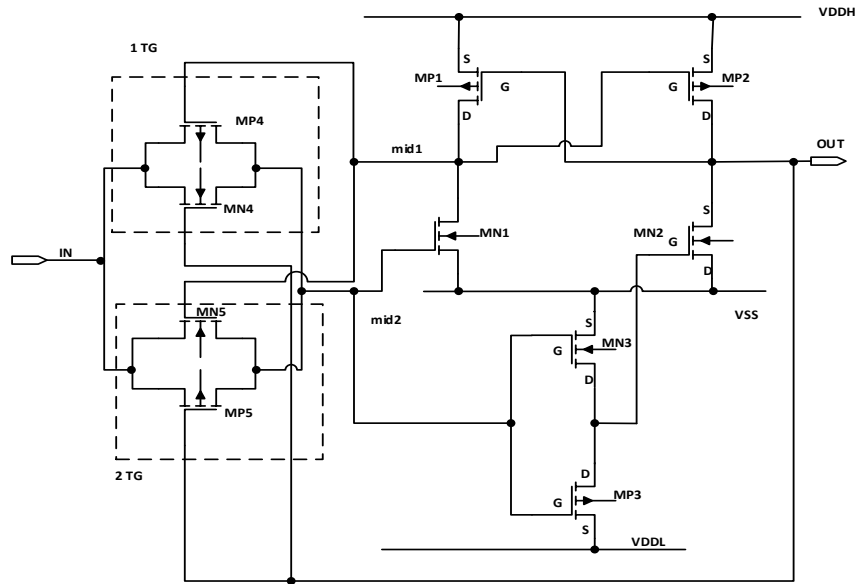 VDDH
1 TG
S
S
MP1
G
G
MP2
D
D
MP4
OUT
mid1
MN4
S
MN1
MN2
G
IN
D
mid2
VSS
MN5
S
MN3
G
D
MP5
D
MP3
G
S
2 TG
VDDL